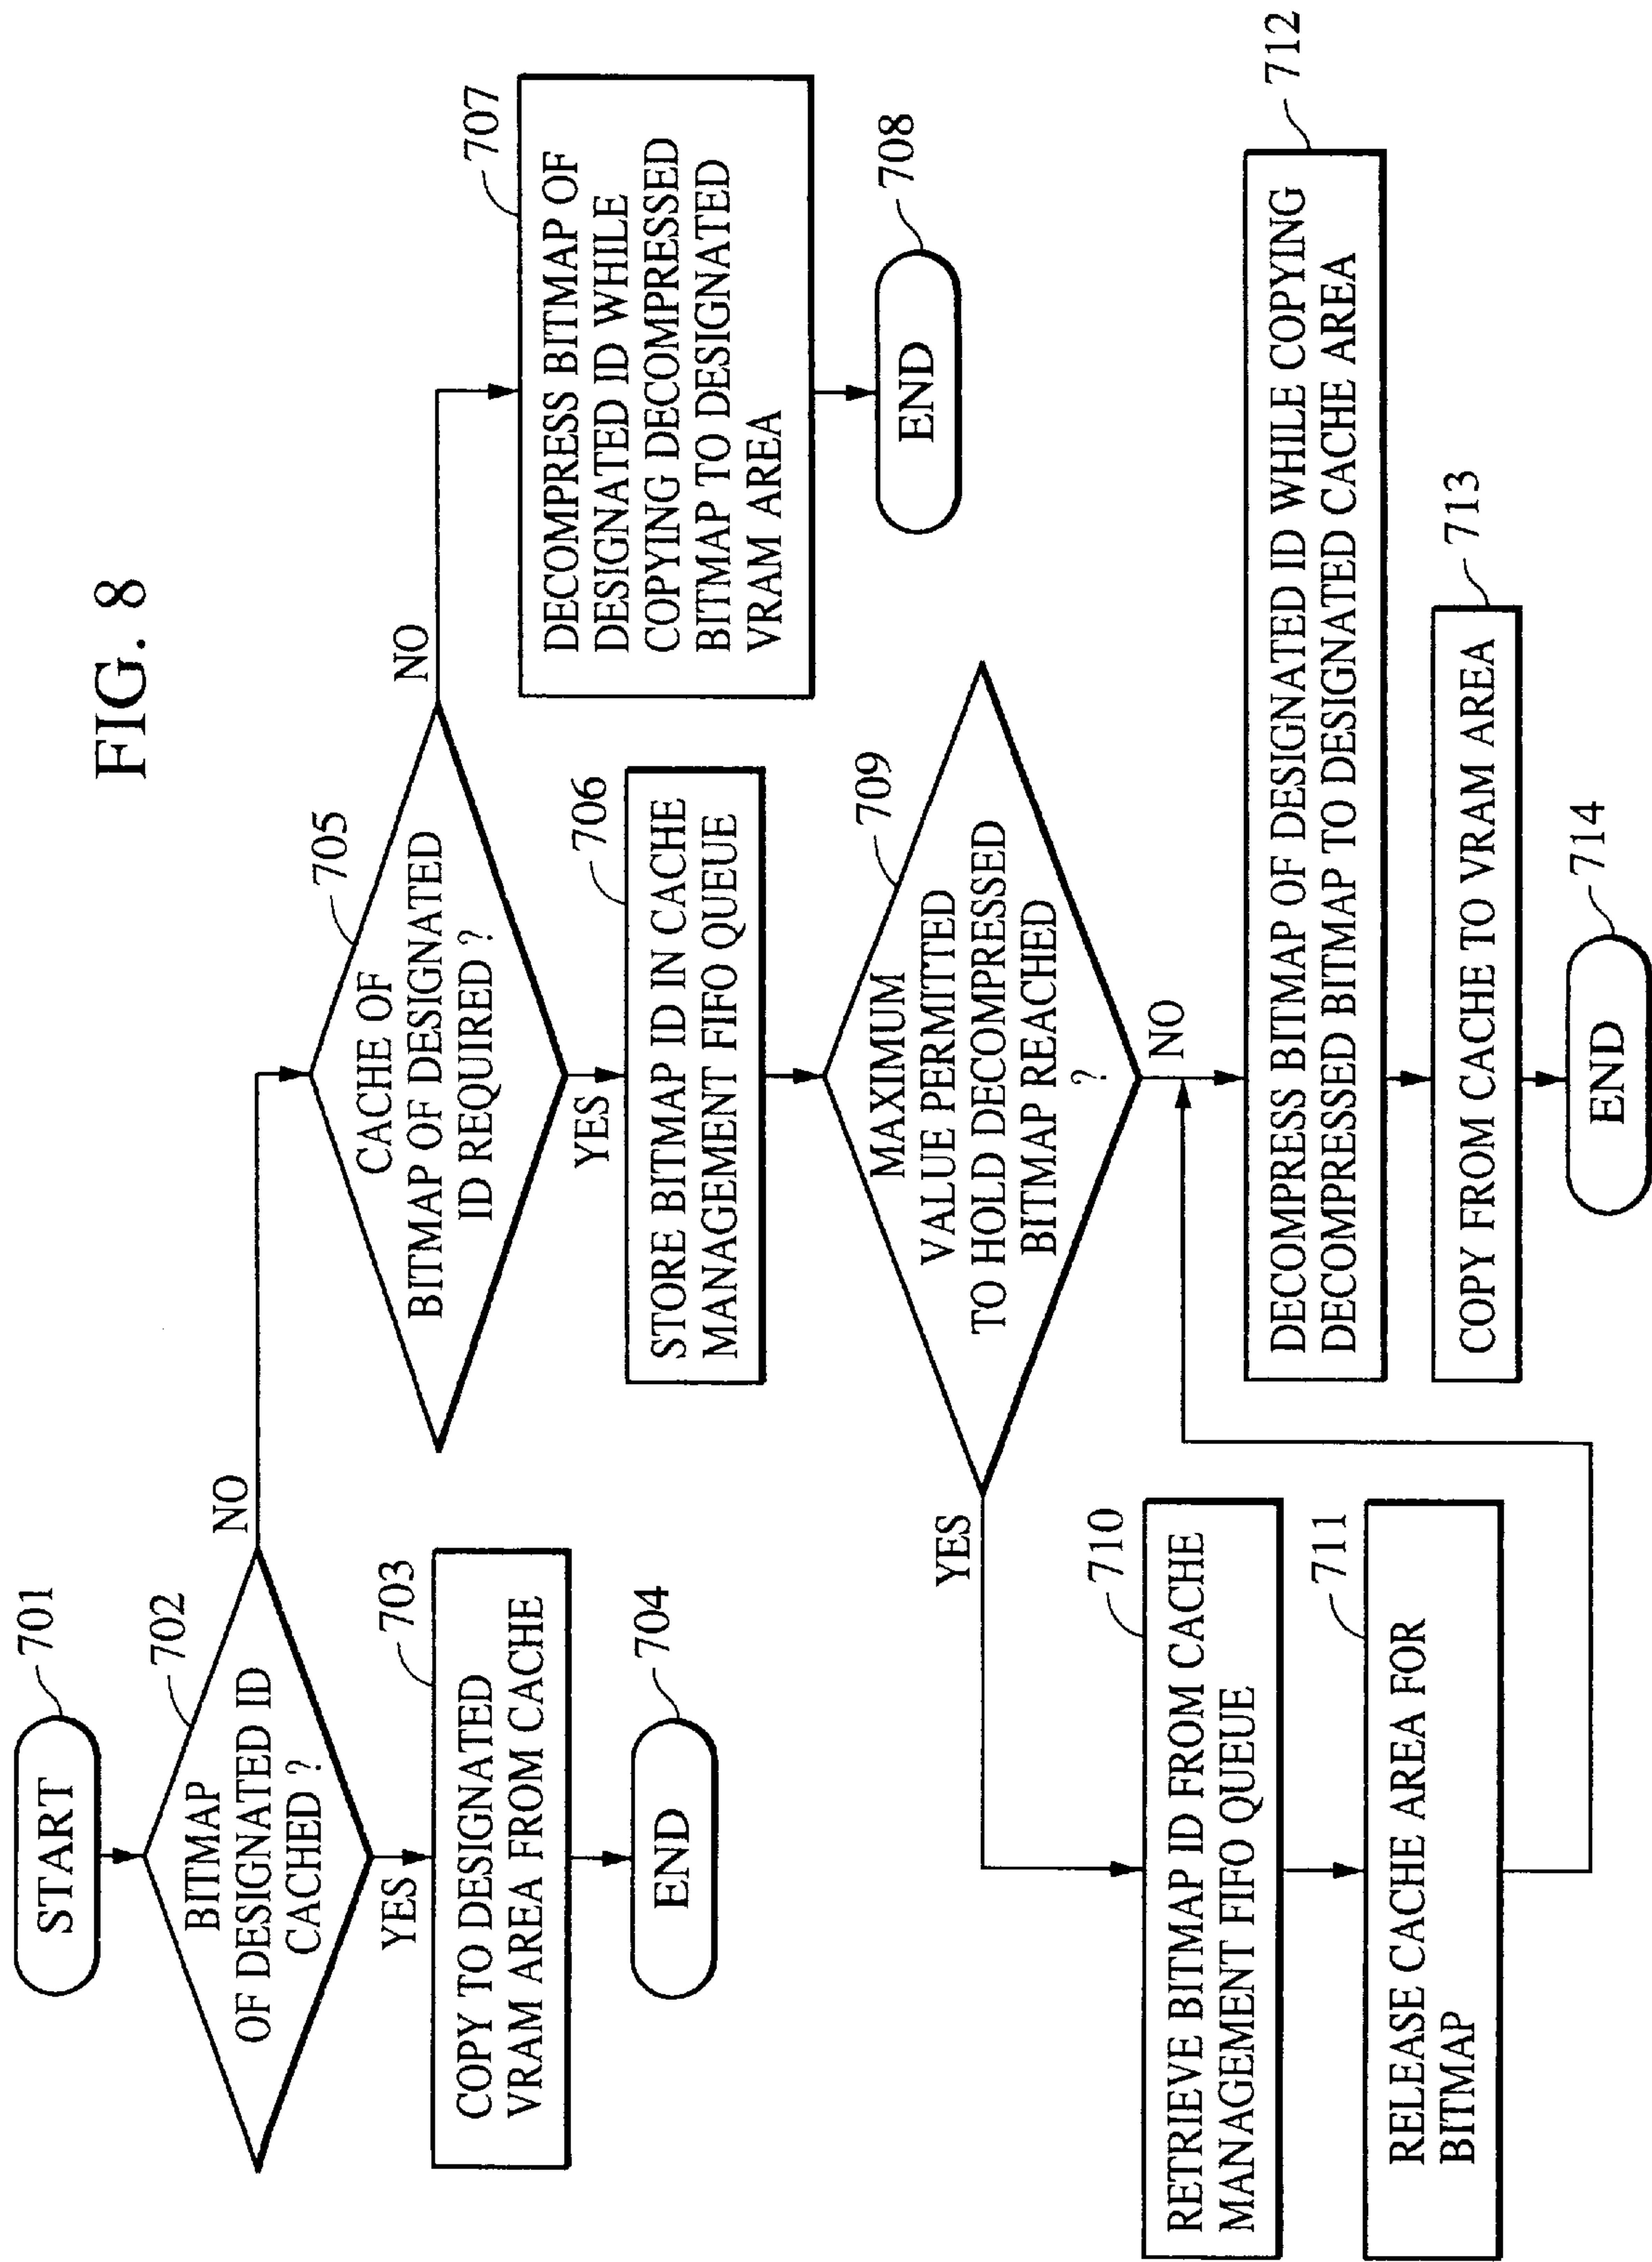 FIG. 8
START
701
BITMAP
OF DESIGNATED ID
CACHED ?
702
NO
YES
COPY TO DESIGNATED
VRAM AREA FROM CACHE
703
END
704
CACHE OF
BITMAP OF DESIGNATED
ID REQUIRED ?
705
NO
YES
STORE BITMAP ID IN CACHE
MANAGEMENT FIFO QUEUE
706
DECOMPRESS BITMAP OF
DESIGNATED ID WHILE
COPYING DECOMPRESSED
BITMAP TO DESIGNATED
VRAM AREA
707
END
708
MAXIMUM
VALUE PERMITTED
TO HOLD DECOMPRESSED
BITMAP REACHED
?
709
YES
NO
RETRIEVE BITMAP ID FROM CACHE
MANAGEMENT FIFO QUEUE
710
RELEASE CACHE AREA FOR
BITMAP
711
DECOMPRESS BITMAP OF DESIGNATED ID WHILE COPYING
DECOMPRESSED BITMAP TO DESIGNATED CACHE AREA
712
COPY FROM CACHE TO VRAM AREA
713
END
714